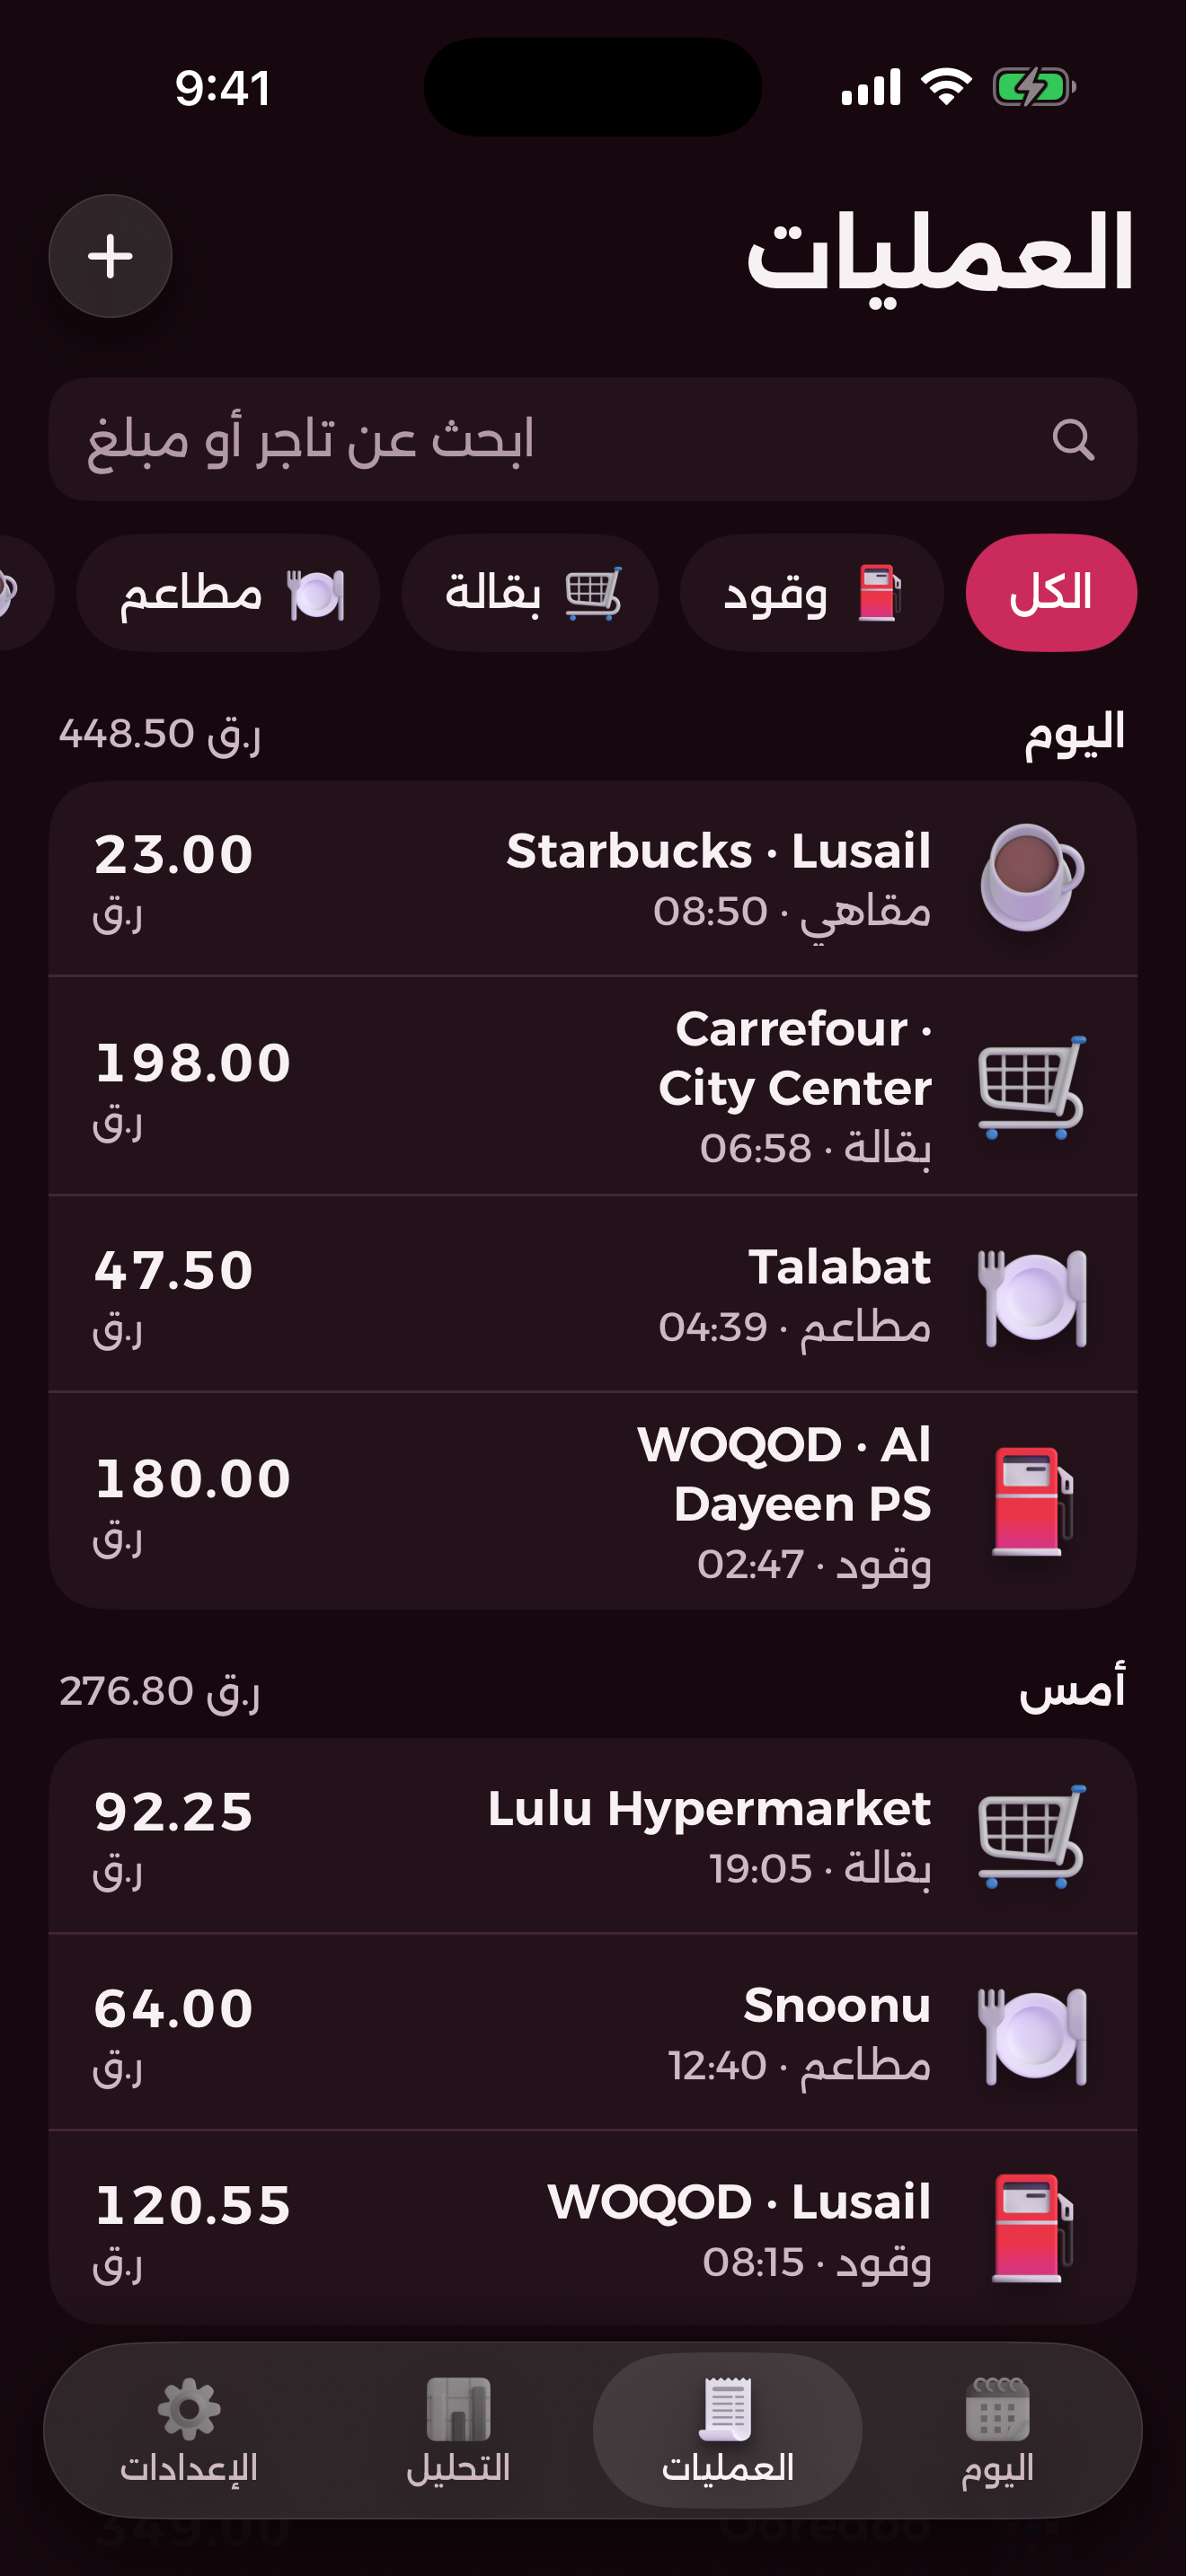 9:41
العمليات
ابحث عن تاجر أو مبلغ
الكل
وقود
بقالة
مطاعم
اليوم
448.50 ر.ق
Starbucks · Lusail
مقاهي · 08:50
23.00
ر.ق
Carrefour ·
City Center
بقالة · 06:58
198.00
ر.ق
Talabat
مطاعم · 04:39
47.50
ر.ق
WOQOD · Al
Dayeen PS
وقود · 02:47
180.00
ر.ق
أمس
276.80 ر.ق
Lulu Hypermarket
بقالة · 19:05
92.25
ر.ق
Snoonu
مطاعم · 12:40
64.00
ر.ق
WOQOD · Lusail
وقود · 08:15
120.55
ر.ق
اليوم
العمليات
التحليل
الإعدادات
Ooredoo
349.00